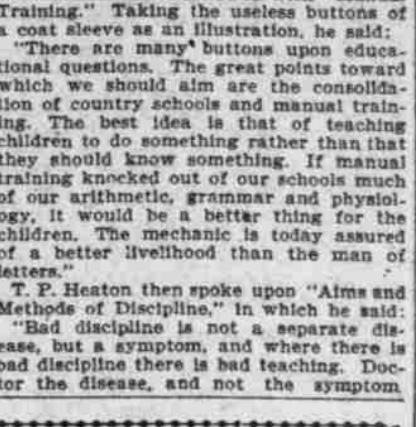 Training." Taking the useless buttons of
a coat sleeve as an illustration, he said:
"There are many buttons upon educa-
tional questions. The great points toward
which we should aim are the consolida-
tion of country schools and manual train-
ing. The best idea is that of teaching
children to do something rather than that
they should know something. If manual
training knocked out of our schools much
of our arithmetic, grammar and physiol-
ogy, it would be a better thing for the
children. The mechanic is today assured
of a better livelihood than the man of
letters."
T. P. Heaton then spoke upon "Aims and
Methods of Discipline," in which he said:
"Bad discipline is not a separate dis-
ease, but a symptom, and where there is
bad discipline there is bad teaching. Doc-
tor the disease, and not the symptom